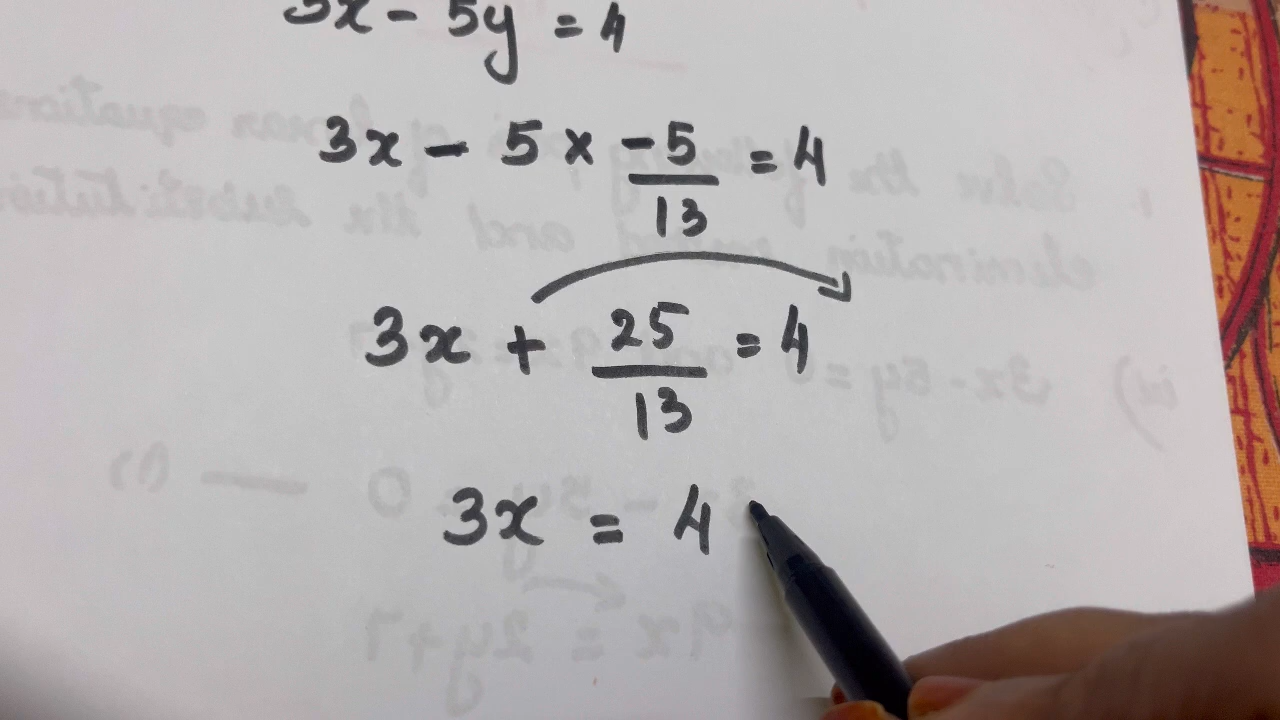 3x - 5y = 4
3x - 5 x -5/13 = 4
3x + 25/13 = 4
3x = 4